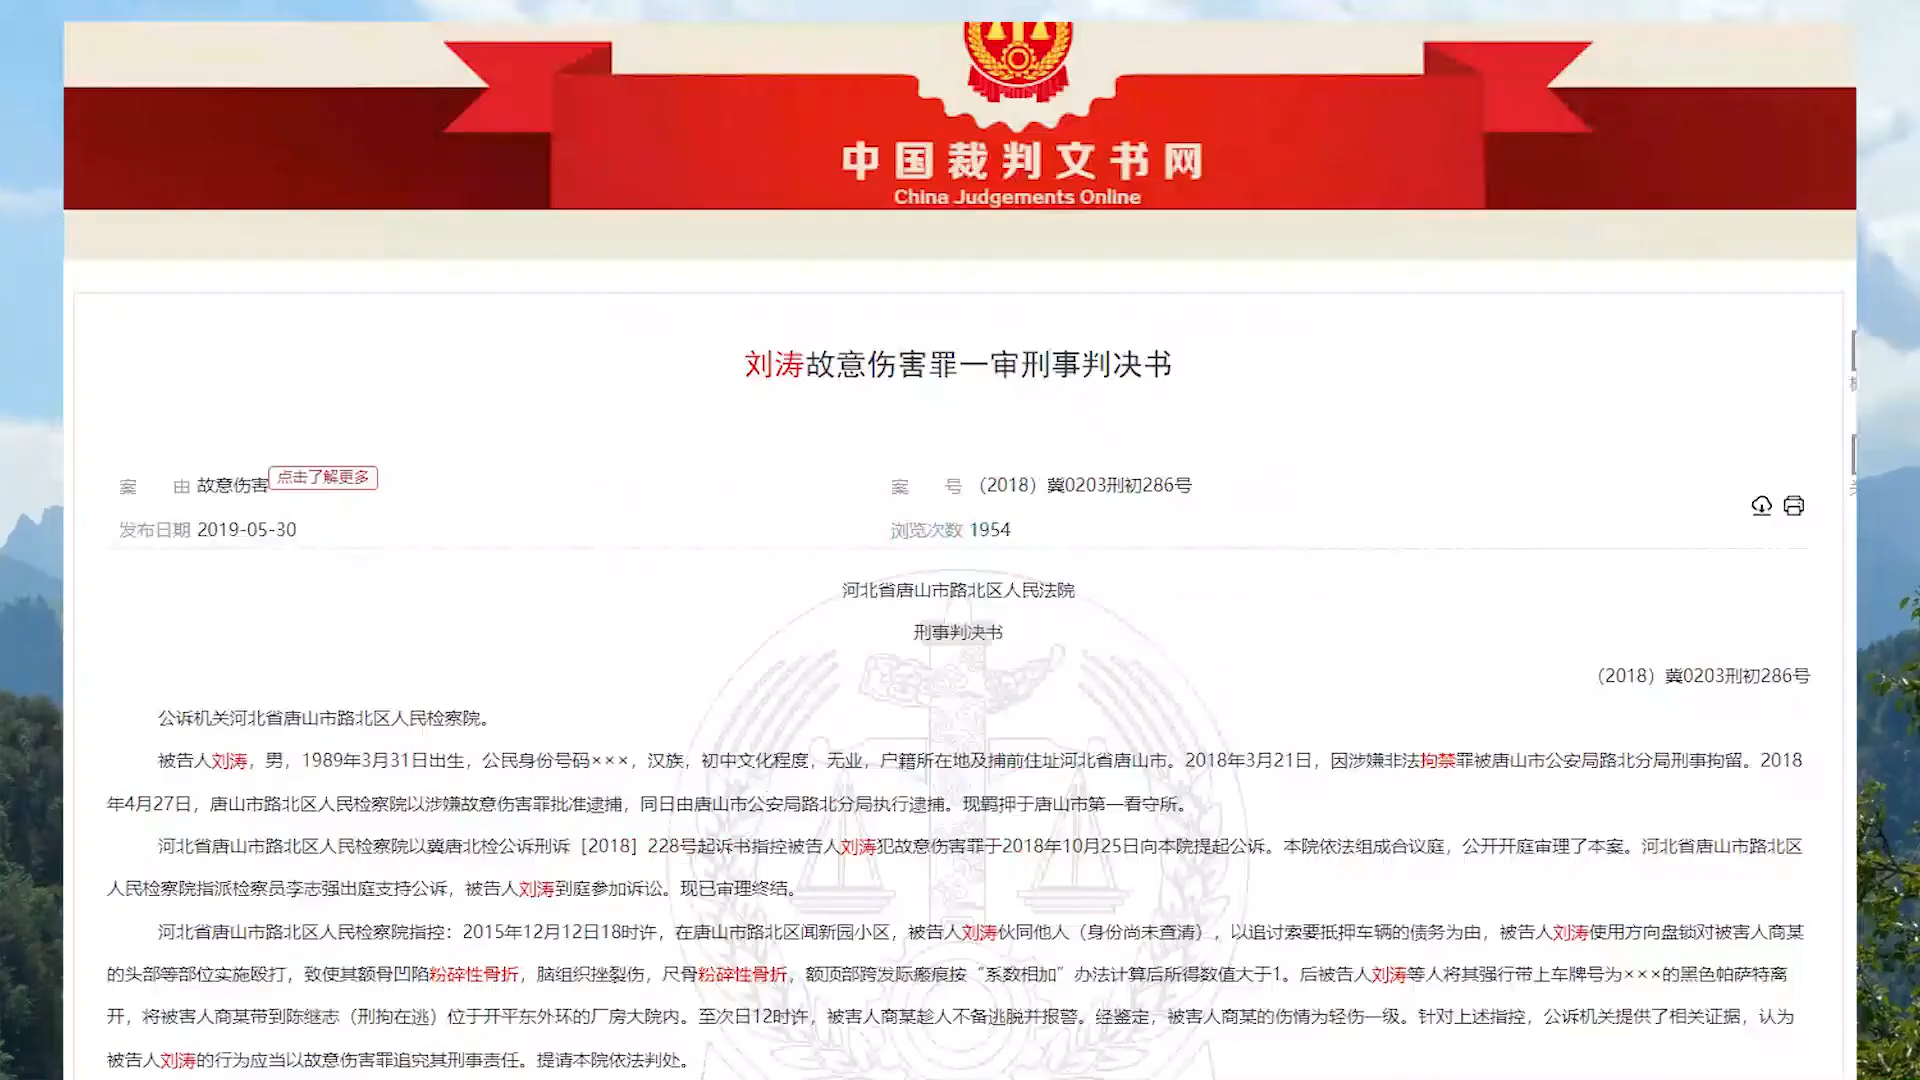 中国裁判文书网
China Judgements Online
刘涛故意伤害罪一审刑事判决书
案 由 故意伤害 点击了解更多 案 号 （2018）冀0203刑初286号
发布日期 2019-05-30 浏览次数 1954
河北省唐山市路北区人民法院
刑事判决书
（2018）冀0203刑初286号
公诉机关河北省唐山市路北区人民检察院。
被告人刘涛，男，1989年3月31日出生，公民身份号码×××，汉族，初中文化程度，无业，户籍所在地及捕前住址河北省唐山市。2018年3月21日，因涉嫌非法拘禁罪被唐山市公安局路北分局刑事拘留。2018
年4月27日，唐山市路北区人民检察院以涉嫌故意伤害罪批准逮捕，同日由唐山市公安局路北分局执行逮捕。现羁押于唐山市第一看守所。
河北省唐山市路北区人民检察院以冀唐北检公诉刑诉［2018］228号起诉书指控被告人刘涛犯故意伤害罪于2018年10月25日向本院提起公诉。本院依法组成合议庭，公开开庭审理了本案。河北省唐山市路北区
人民检察院指派检察员李志强出庭支持公诉，被告人刘涛到庭参加诉讼。现已审理终结。
河北省唐山市路北区人民检察院指控：2015年12月12日18时许，在唐山市路北区闻新园小区，被告人刘涛伙同他人（身份尚未查清），以追讨索要抵押车辆的债务为由，被告人刘涛使用方向盘锁对被害人商某
的头部等部位实施殴打，致使其额骨凹陷粉碎性骨折，脑组织挫裂伤，尺骨粉碎性骨折，额顶部跨发际瘢痕按“系数相加”办法计算后所得数值大于1。后被告人刘涛等人将其强行带上车牌号为×××的黑色帕萨特离
开，将被害人商某带到陈继志（刑拘在逃）位于开平东外环的厂房大院内。至次日12时许，被害人商某趁人不备逃脱并报警。经鉴定，被害人商某的伤情为轻伤一级。针对上述指控，公诉机关提供了相关证据，认为
被告人刘涛的行为应当以故意伤害罪追究其刑事责任。提请本院依法判处。